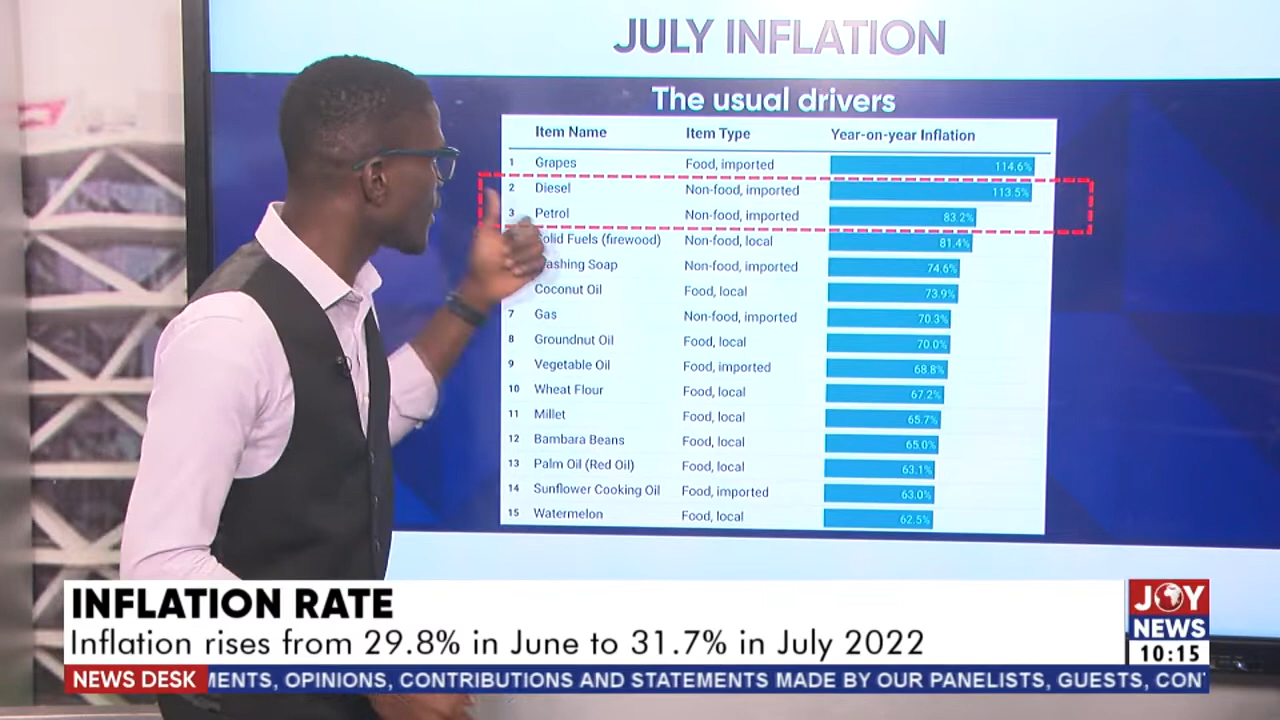 JULY INFLATION
The usual drivers
Item Name Item Type Year-on-year Inflation
1 Grapes Food, imported 114.6%
2 Diesel Non-food, imported 113.5%
3 Petrol Non-food, imported 83.2%
olid Fuels (firewood) Non-food, local 81.4%
ashing Soap Non-food, imported 74.6%
Coconut Oil Food, local 73.9%
7 Gas Non-food, imported 70.3%
8 Groundnut Oil Food, local 70.0%
9 Vegetable Oil Food, imported 68.8%
10 Wheat Flour Food, local 67.2%
11 Millet Food, local 65.7%
12 Bambara Beans Food, local 65.0%
13 Palm Oil (Red Oil) Food, local 63.1%
14 Sunflower Cooking Oil Food, imported 63.0%
15 Watermelon Food, local 62.5%
INFLATION RATE
Inflation rises from 29.8% in June to 31.7% in July 2022
JOY
NEWS
10:15
NEWS DESK MENTS, OPINIONS, CONTRIBUTIONS AND STATEMENTS MADE BY OUR PANELISTS, GUESTS, CON